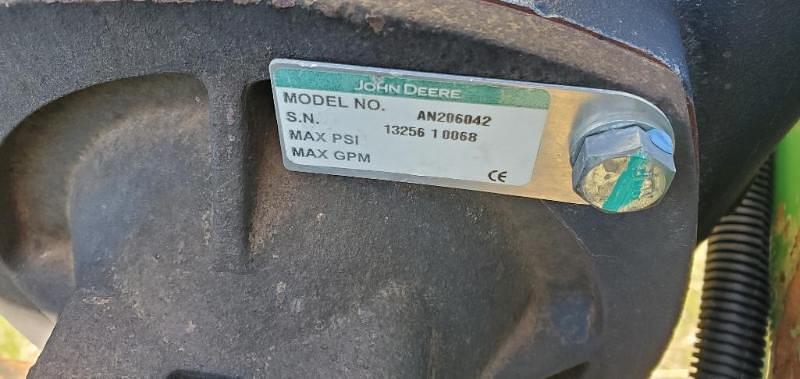 JOHN DEERE
MODEL NO. AN206042
S.N. 13256 1 0068
MAX PSI
MAX GPM
CE